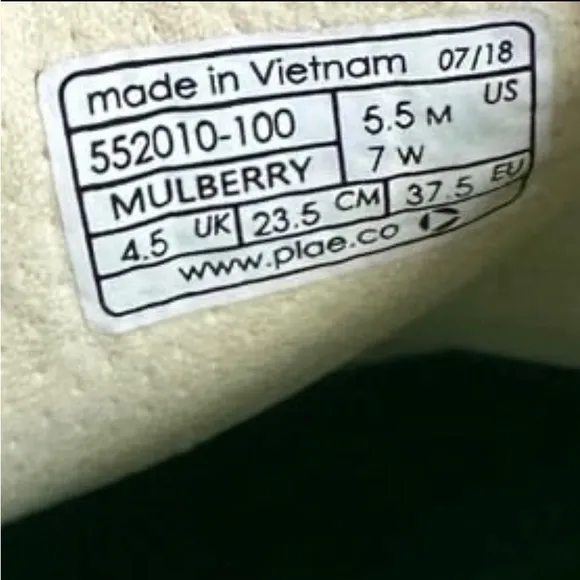 made in Vietnam 07/18
552010-100 5.5 M US
MULBERRY 7 W
4.5 UK 23.5 CM 37.5 EU
www.plae.co